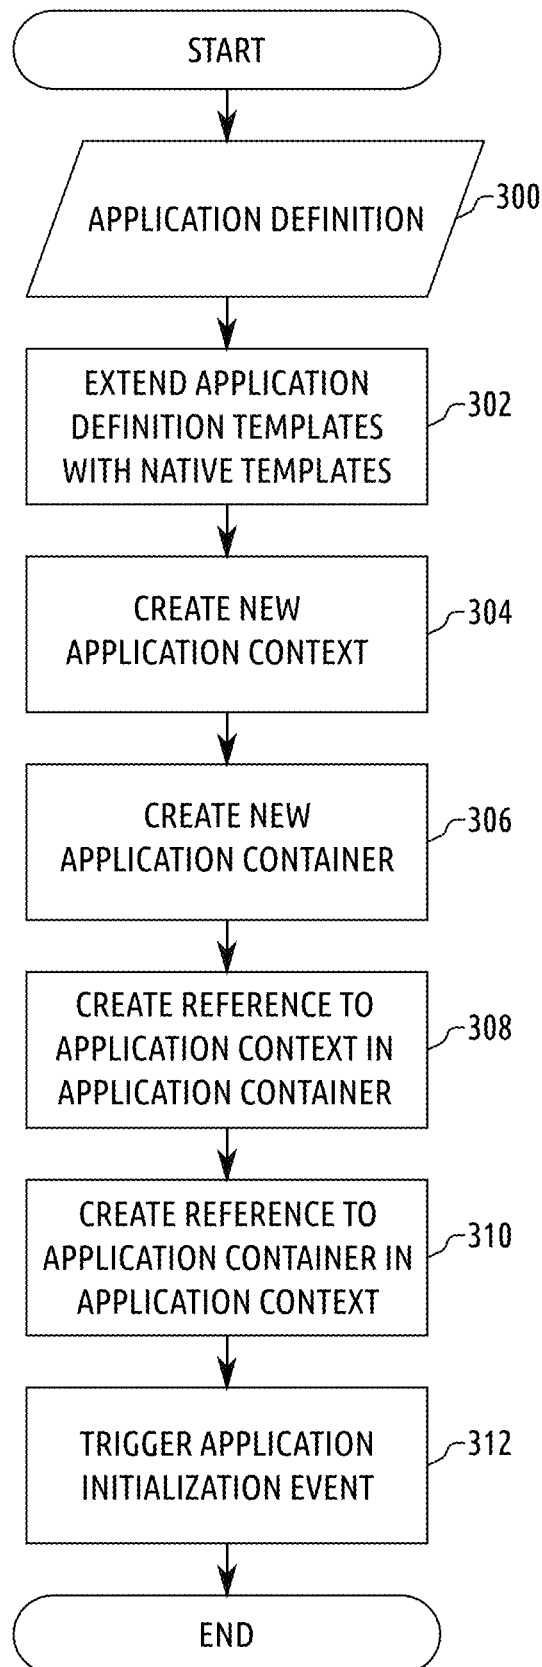 START
APPLICATION DEFINITION
300
EXTEND APPLICATION
DEFINITION TEMPLATES
WITH NATIVE TEMPLATES
302
CREATE NEW
APPLICATION CONTEXT
304
CREATE NEW
APPLICATION CONTAINER
306
CREATE REFERENCE TO
APPLICATION CONTEXT IN
APPLICATION CONTAINER
308
CREATE REFERENCE TO
APPLICATION CONTAINER IN
APPLICATION CONTEXT
310
TRIGGER APPLICATION
INITIALIZATION EVENT
312
END